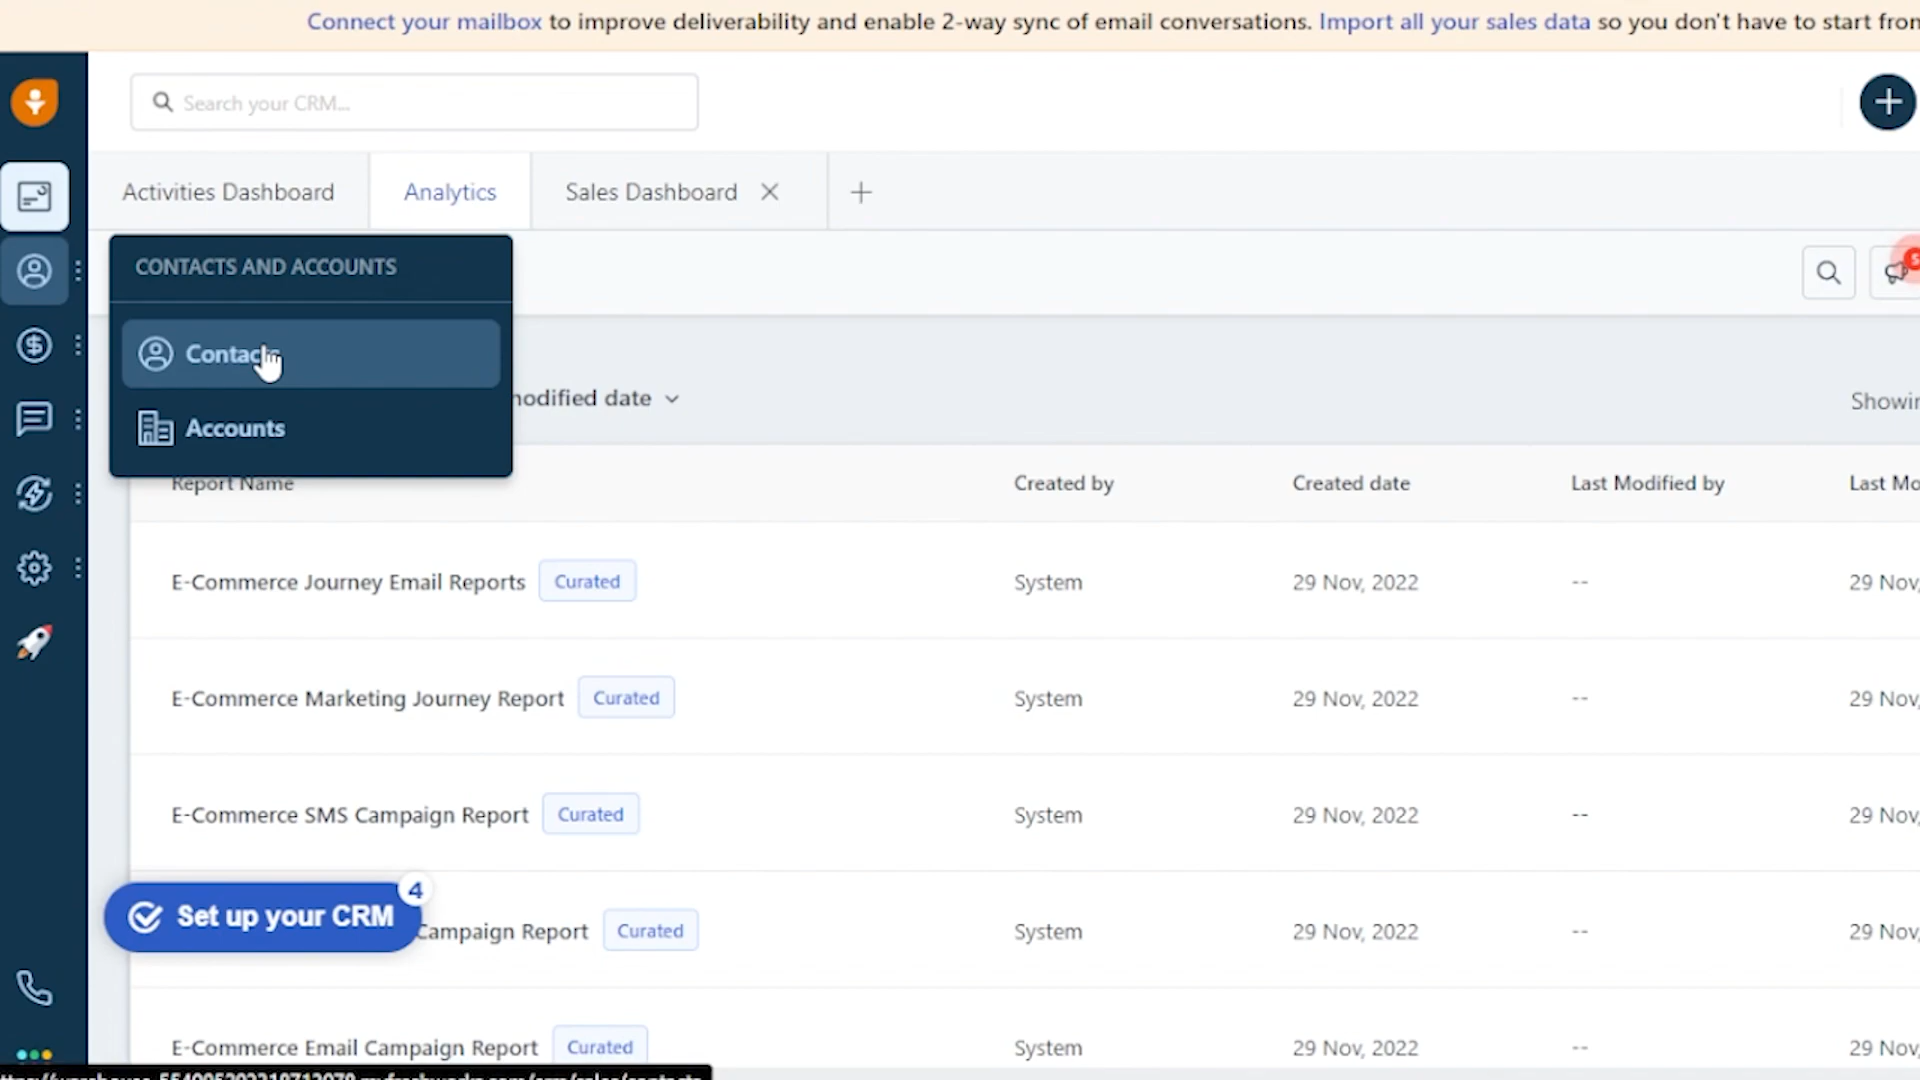 Connect your mailbox to improve deliverability and enable 2-way sync of email conversations. Import all your sales data so you don't have to start
Search your CRM...
Activities Dashboard Analytics Sales Dashboard
CONTACTS AND ACCOUNTS
Contacts
Accounts
modified date
Report Name Created by Created date Last Modified by Last
E-Commerce Journey Email Reports Curated System 29 Nov, 2022 -- 29 Nov,
E-Commerce Marketing Journey Report Curated System 29 Nov, 2022 -- 29 Nov,
E-Commerce SMS Campaign Report Curated System 29 Nov, 2022 -- 29 Nov,
4
Set up your CRM
Campaign Report Curated System 29 Nov, 2022 -- 29 Nov,
E-Commerce Email Campaign Report Curated System 29 Nov, 2022 -- 29 Nov,